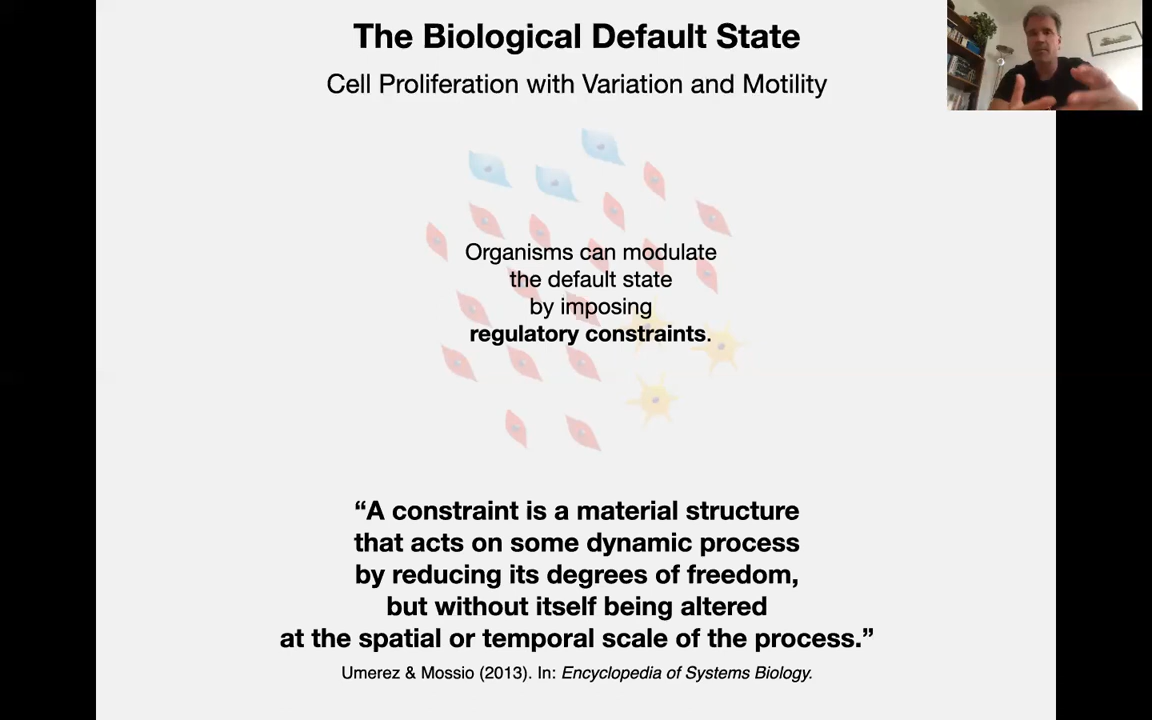 The Biological Default State
Cell Proliferation with Variation and Motility
Organisms can modulate
the default state
by imposing
regulatory constraints.
“A constraint is a material structure
that acts on some dynamic process
by reducing its degrees of freedom,
but without itself being altered
at the spatial or temporal scale of the process.”
Umerez & Mossio (2013). In: Encyclopedia of Systems Biology.